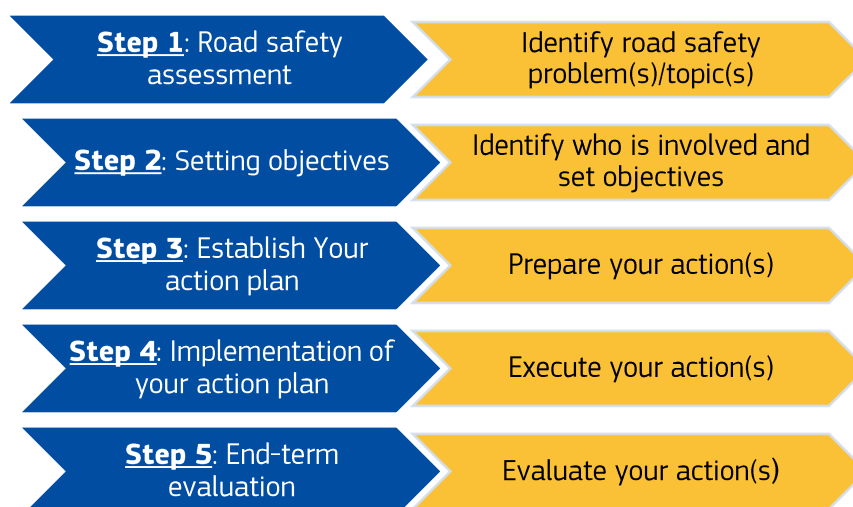 Step 1: Road safety
assessment
Identify road safety
problem(s)/topic(s)
Step 2: Setting objectives
Identify who is involved and
set objectives
Step 3: Establish Your
action plan
Prepare your action(s)
Step 4: Implementation of
your action plan
Execute your action(s)
Step 5: End-term
evaluation
Evaluate your action(s)